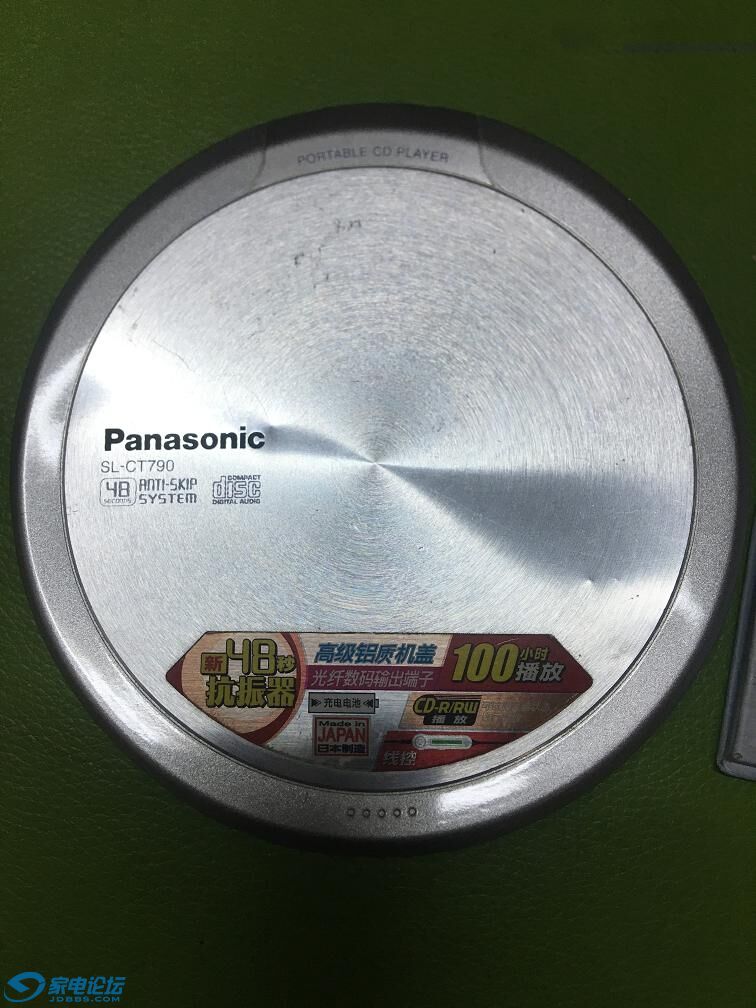 PORTABLE CD PLAYER
Panasonic
SL-CT790
48 SECONDS ANTI-SKIP SYSTEM
COMPACT disc DIGITAL AUDIO
新48秒
抗振器
高级铝质机盖
光纤数码输出端子
100小时播放
充电电池
CD-R/RW
播放
Made in
JAPAN
日本制造
线控
家电论坛
JDBBS.COM